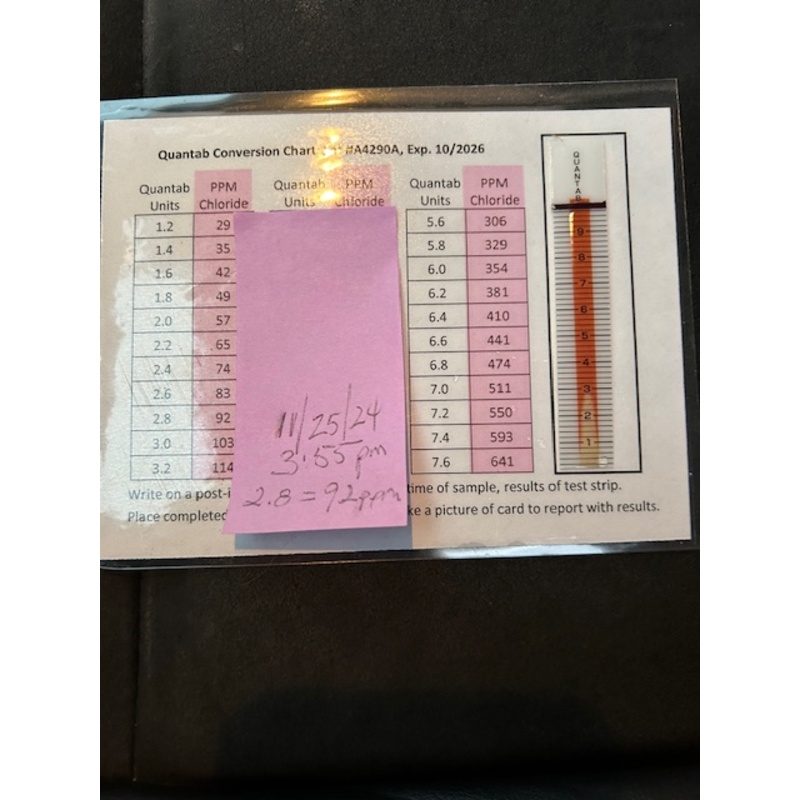 Quantab Conversion Chart #A4290A, Exp. 10/2026
Quantab Units PPM Chloride Quantab Units PPM Chloride Quantab Units PPM Chloride
1.2 29 5.6 306
1.4 35 5.8 329
1.6 42 6.0 354
1.8 49 6.2 381
2.0 57 6.4 410
2.2 65 6.6 441
2.4 74 6.8 474
2.6 83 7.0 511
2.8 92 7.2 550
3.0 103 7.4 593
3.2 114 7.6 641
11/25/24
3:55 pm
2.8 = 92ppm
Write on a post-i time of sample, results of test strip.
Place completed ke a picture of card to report with results.
QUANTAB
9
8
7
6
5
4
3
2
1